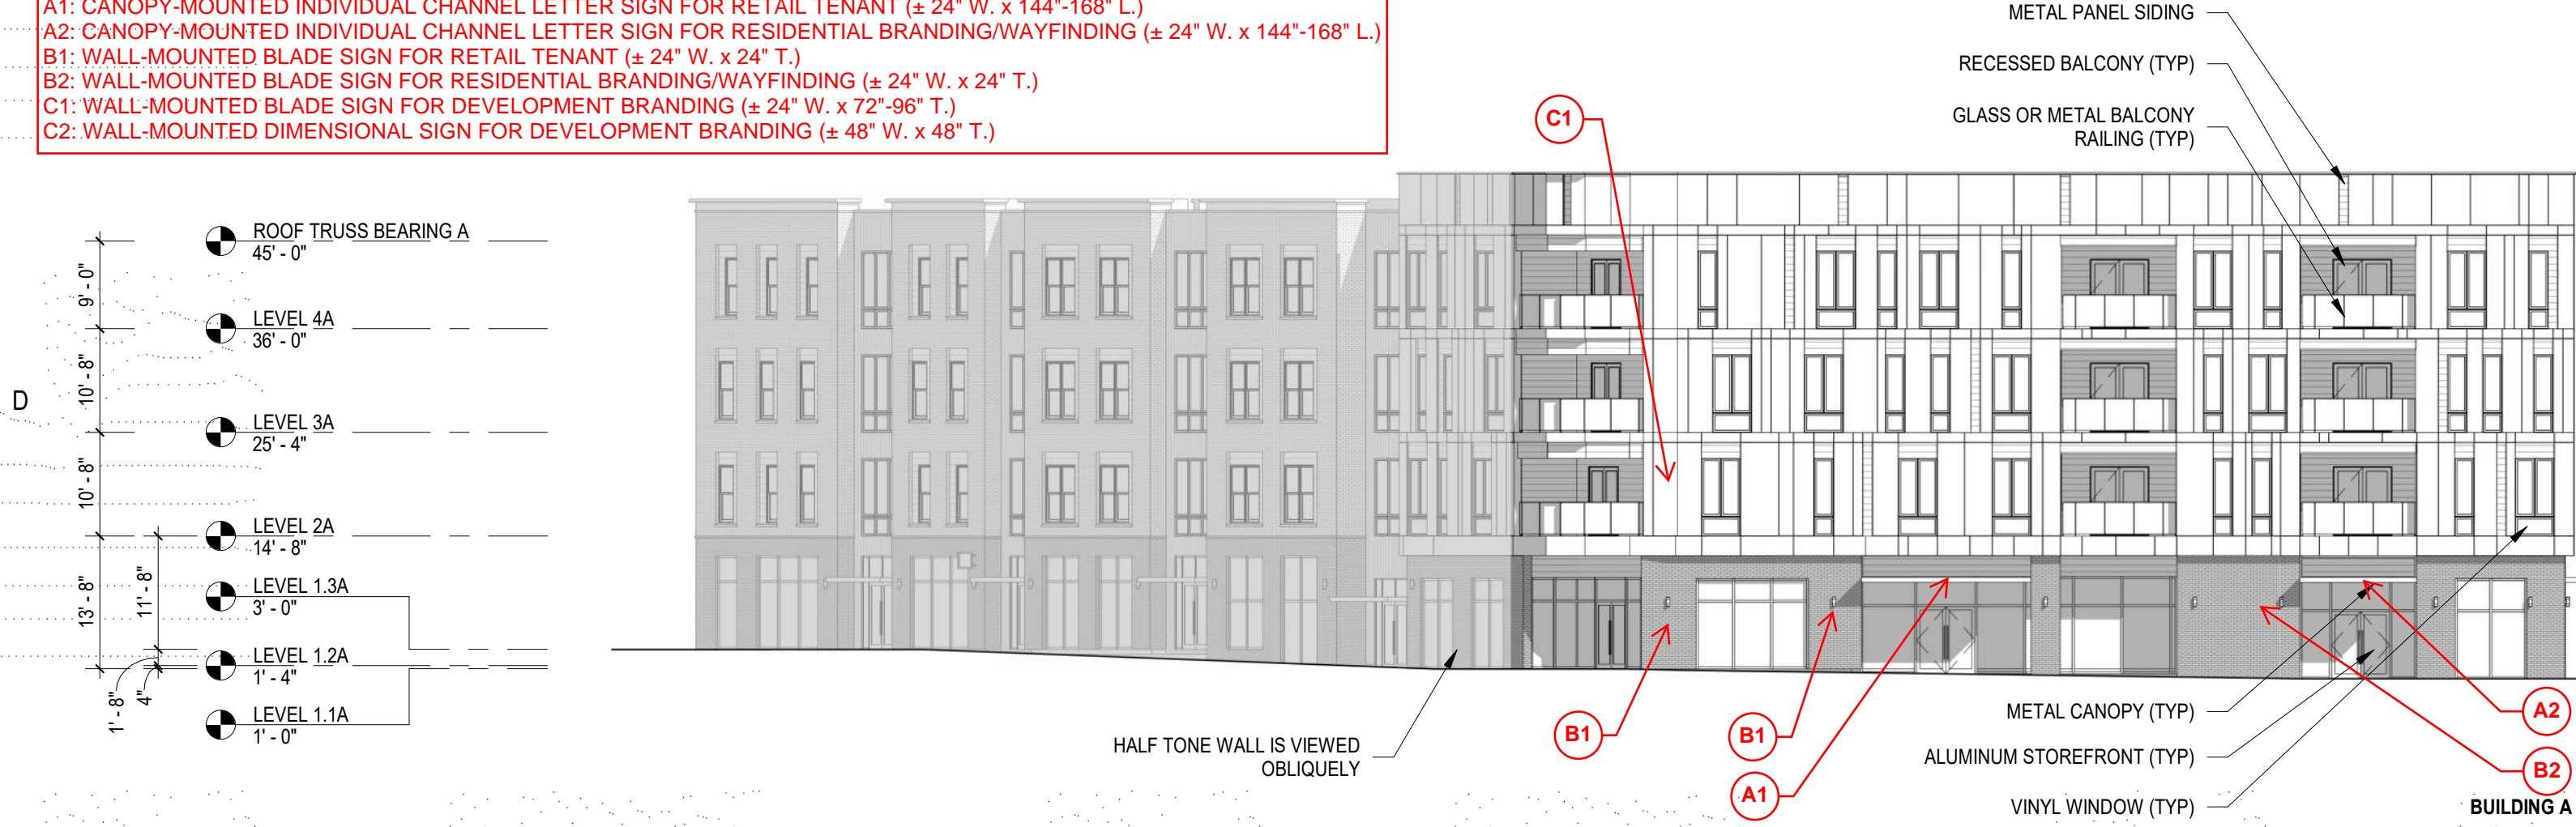 A1: CANOPY-MOUNTED INDIVIDUAL CHANNEL LETTER SIGN FOR RETAIL TENANT (± 24" W. x 144"-168" L.)
A2: CANOPY-MOUNTED INDIVIDUAL CHANNEL LETTER SIGN FOR RESIDENTIAL BRANDING/WAYFINDING (± 24" W. x 144"-168" L.)
B1: WALL-MOUNTED BLADE SIGN FOR RETAIL TENANT (± 24" W. x 24" T.)
B2: WALL-MOUNTED BLADE SIGN FOR RESIDENTIAL BRANDING/WAYFINDING (± 24" W. x 24" T.)
C1: WALL-MOUNTED BLADE SIGN FOR DEVELOPMENT BRANDING (± 24" W. x 72"-96" T.)
C2: WALL-MOUNTED DIMENSIONAL SIGN FOR DEVELOPMENT BRANDING (± 48" W. x 48" T.)
METAL PANEL SIDING
RECESSED BALCONY (TYP)
GLASS OR METAL BALCONY
RAILING (TYP)
C1
ROOF TRUSS BEARING A
45' - 0"
9' - 0"
LEVEL 4A
36' - 0"
10' - 8"
D
LEVEL 3A
25' - 4"
10' - 8"
LEVEL 2A
14' - 8"
13' - 8"
11' - 8"
LEVEL 1.3A
3' - 0"
LEVEL 1.2A
1' - 4"
1' - 8"
4"
LEVEL 1.1A
1' - 0"
HALF TONE WALL IS VIEWED
OBLIQUELY
B1
B1
A1
METAL CANOPY (TYP)
ALUMINUM STOREFRONT (TYP)
VINYL WINDOW (TYP)
A2
B2
BUILDING A